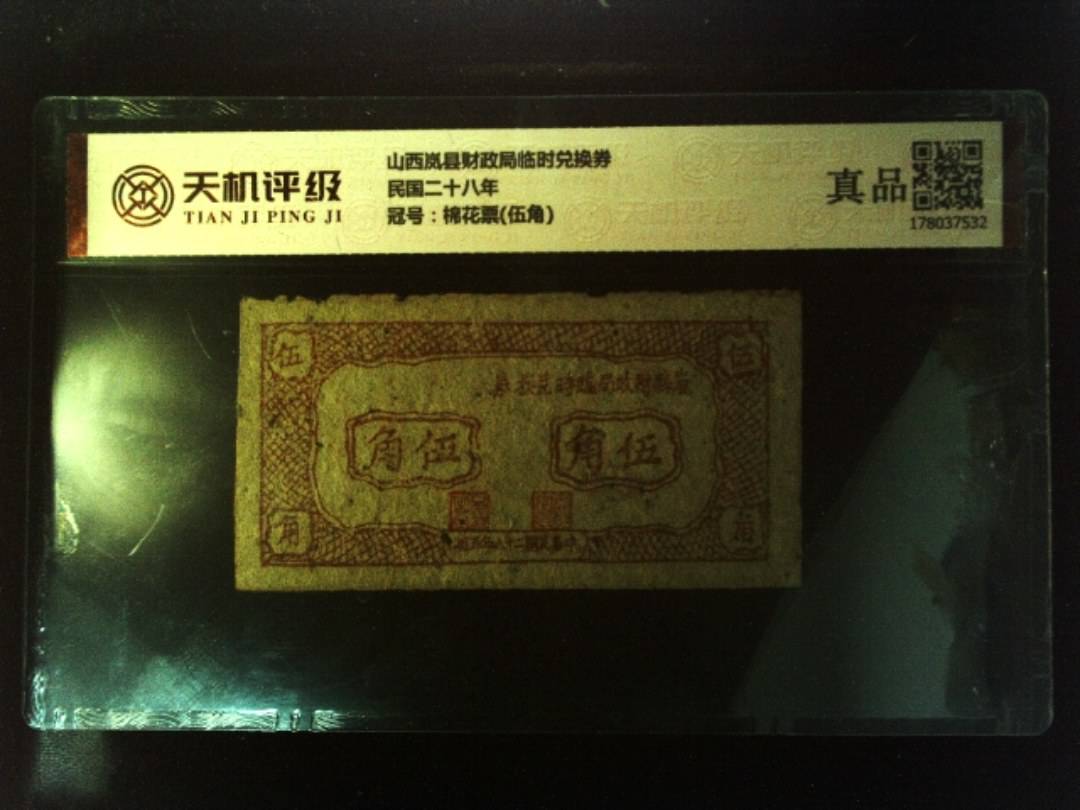 天机评级
TIAN JI PING JI
山西岚县财政局临时兑换券
民国二十八年
冠号：棉花票(伍角)
真品
178037532
伍
伍
角伍
角伍
角
角